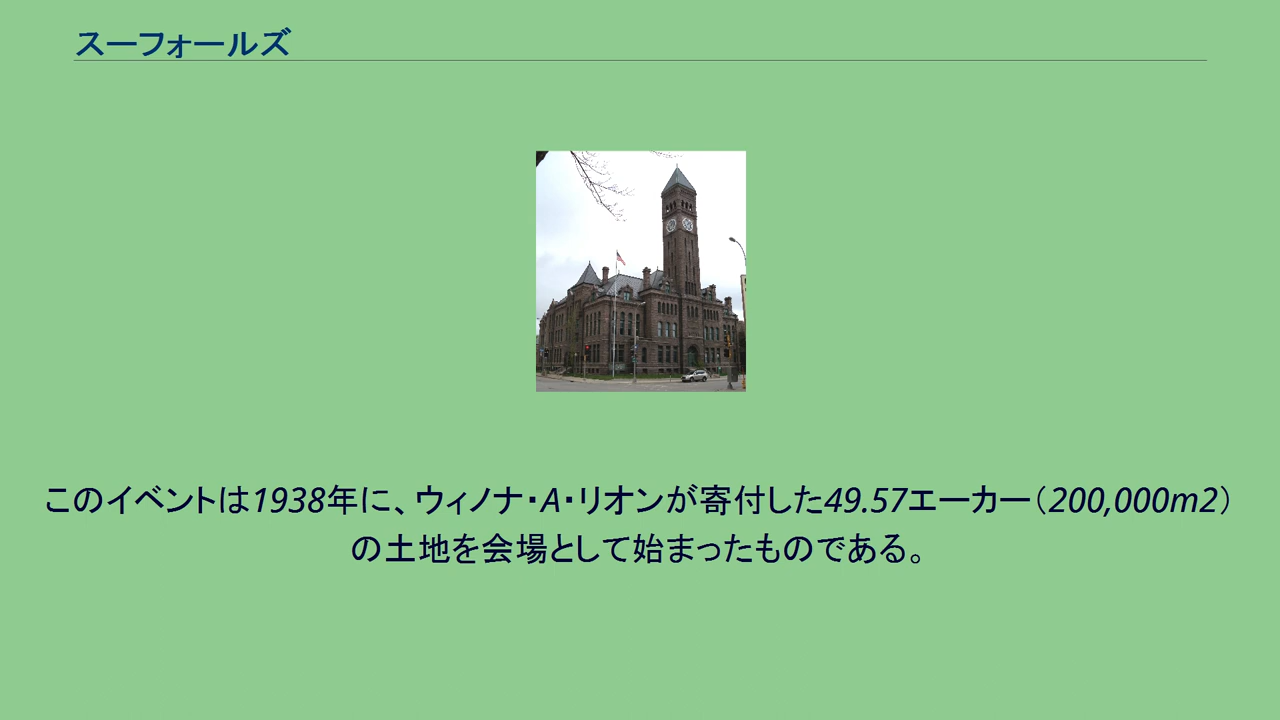 スーフォールズ
このイベントは1938年に、ウィノナ・A・リオンが寄付した49.57エーカー（200,000m2）
の土地を会場として始まったものである。